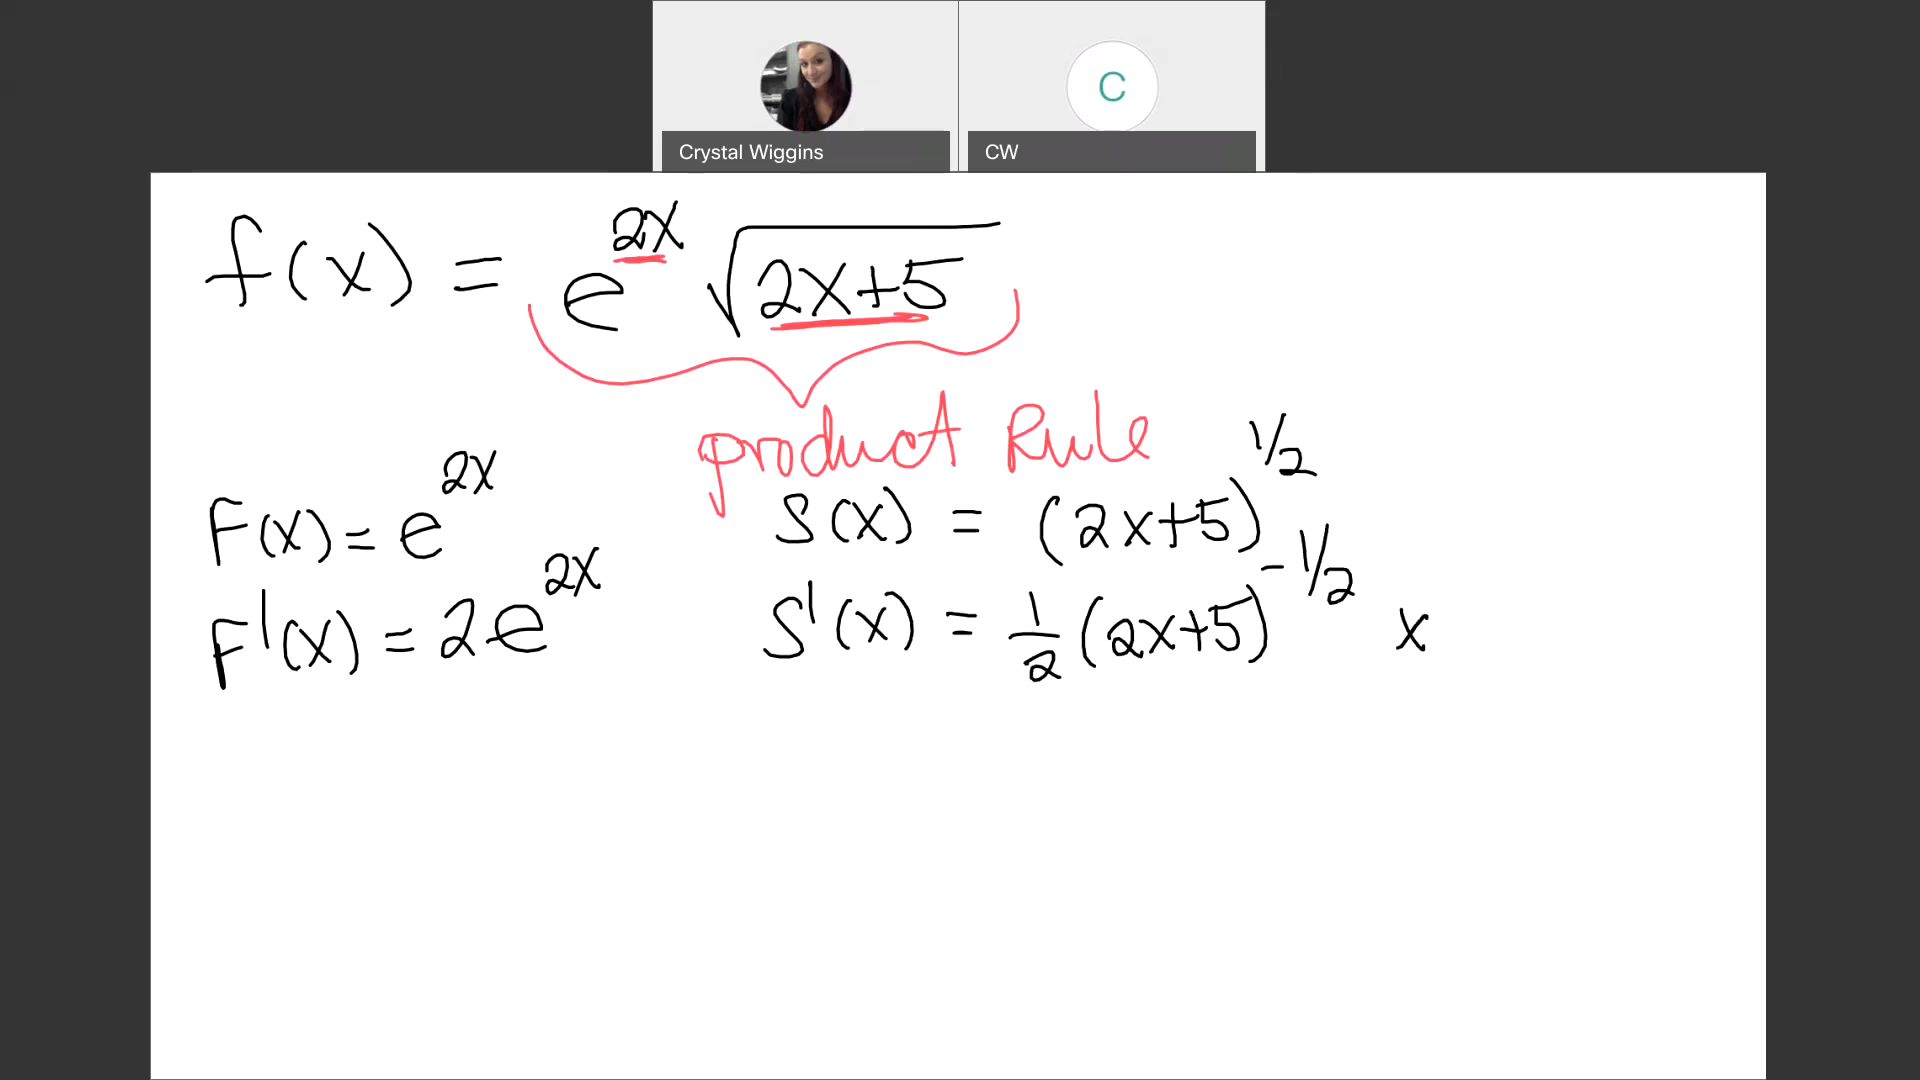 C
Crystal Wiggins
CW
f(x) = e^2x √2x+5
product Rule
F(x) = e^2x
S(x) = (2x+5)^1/2
F'(x) = 2e^2x
S'(x) = 1/2 (2x+5)^-1/2 x